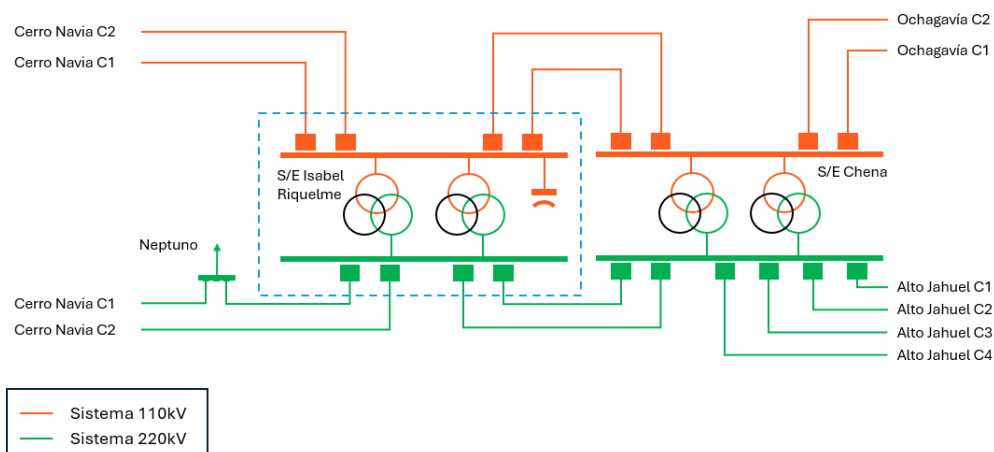 Cerro Navia C2
Cerro Navia C1
Ochagavía C2
Ochagavía C1
S/E Isabel
Riquelme
S/E Chena
Neptuno
Cerro Navia C1
Cerro Navia C2
Alto Jahuel C1
Alto Jahuel C2
Alto Jahuel C3
Alto Jahuel C4
Sistema 110kV
Sistema 220kV